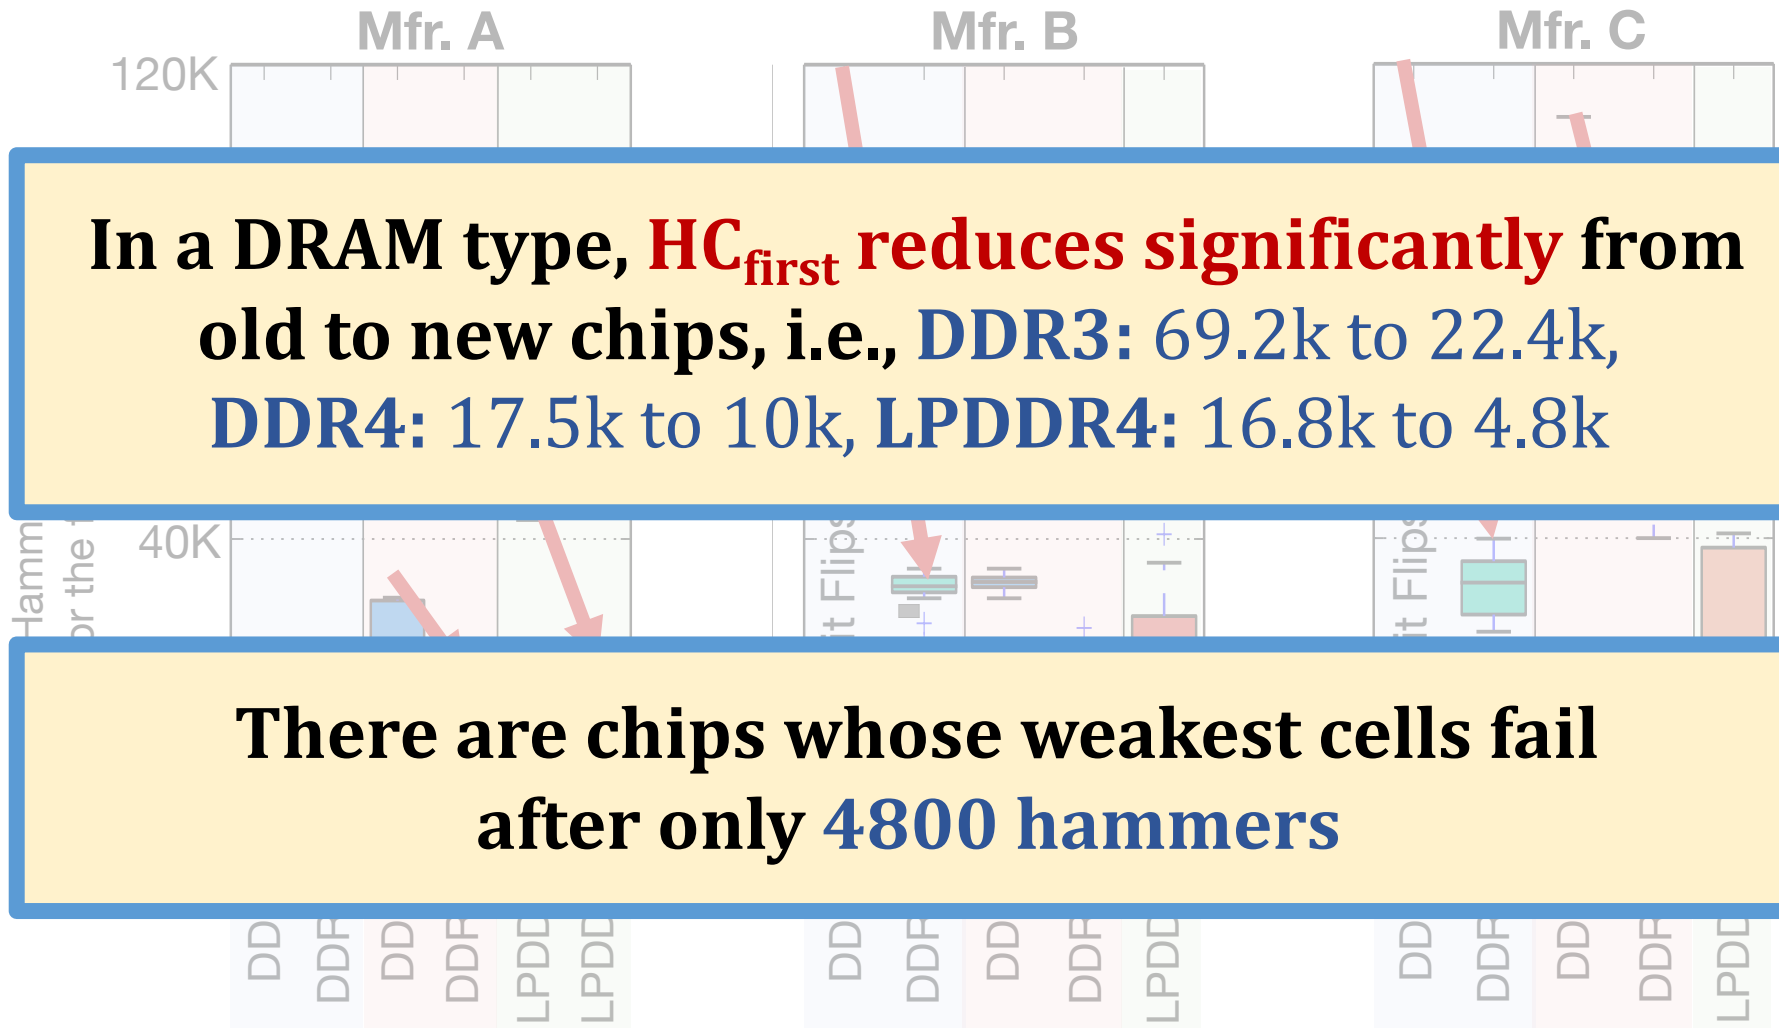 Mfr. A
Mfr. B
Mfr. C
120K
In a DRAM type, HCfirst reduces significantly from
old to new chips, i.e., DDR3: 69.2k to 22.4k,
DDR4: 17.5k to 10k, LPDDR4: 16.8k to 4.8k
40K
Flips
Flips
There are chips whose weakest cells fail
after only 4800 hammers